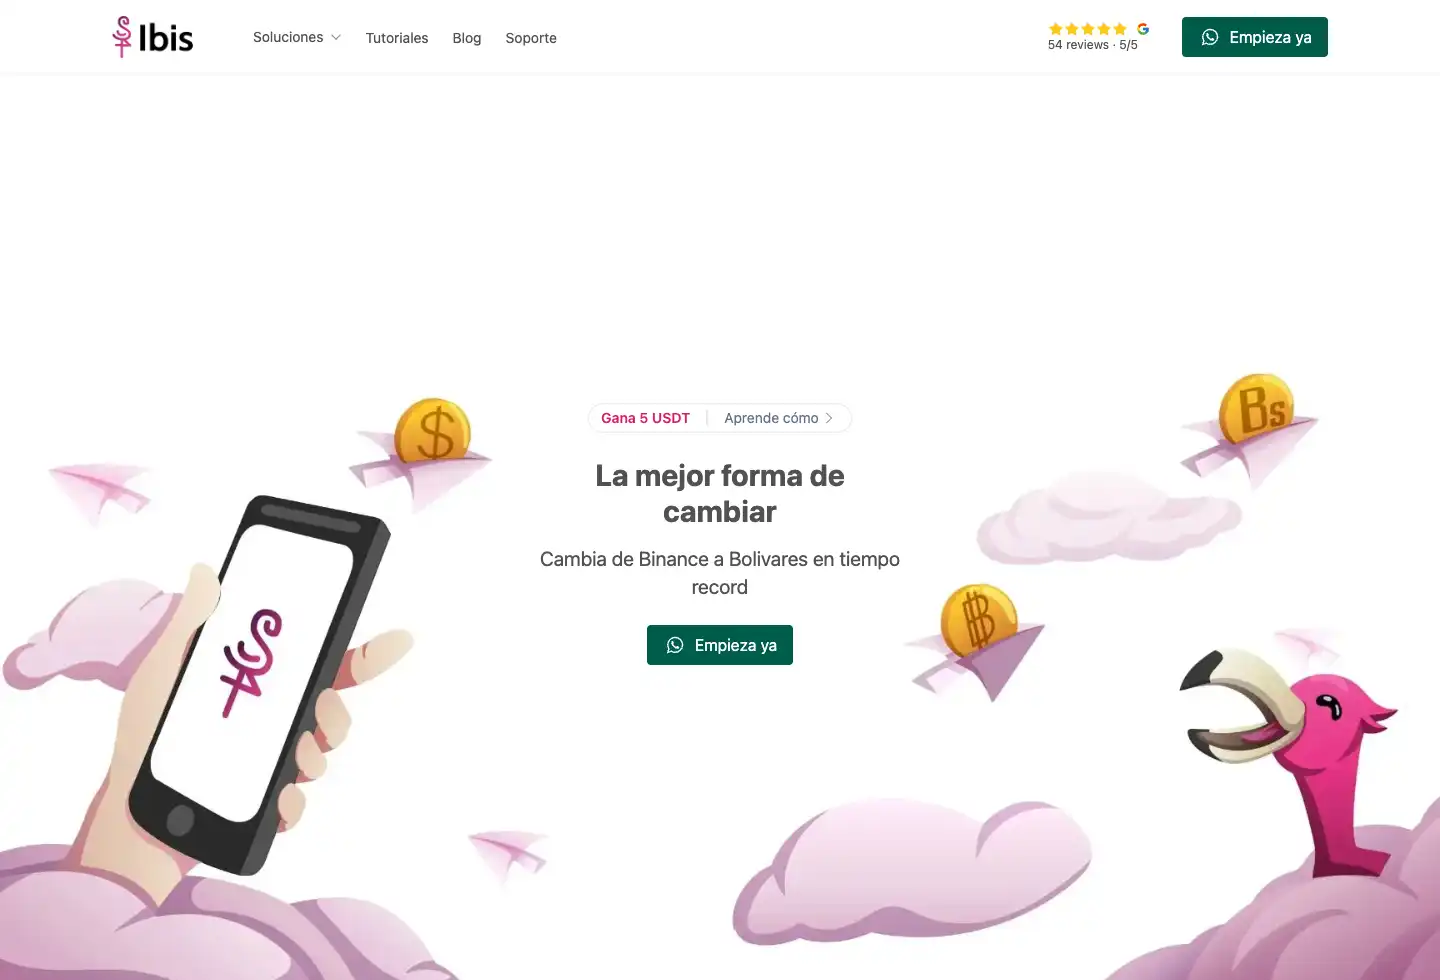 Ibis
Soluciones
Tutoriales
Blog
Soporte
54 reviews · 5/5
Empieza ya
Gana 5 USDT
Aprende cómo
La mejor forma de
cambiar
Cambia de Binance a Bolivares en tiempo
record
Empieza ya
$
Bs